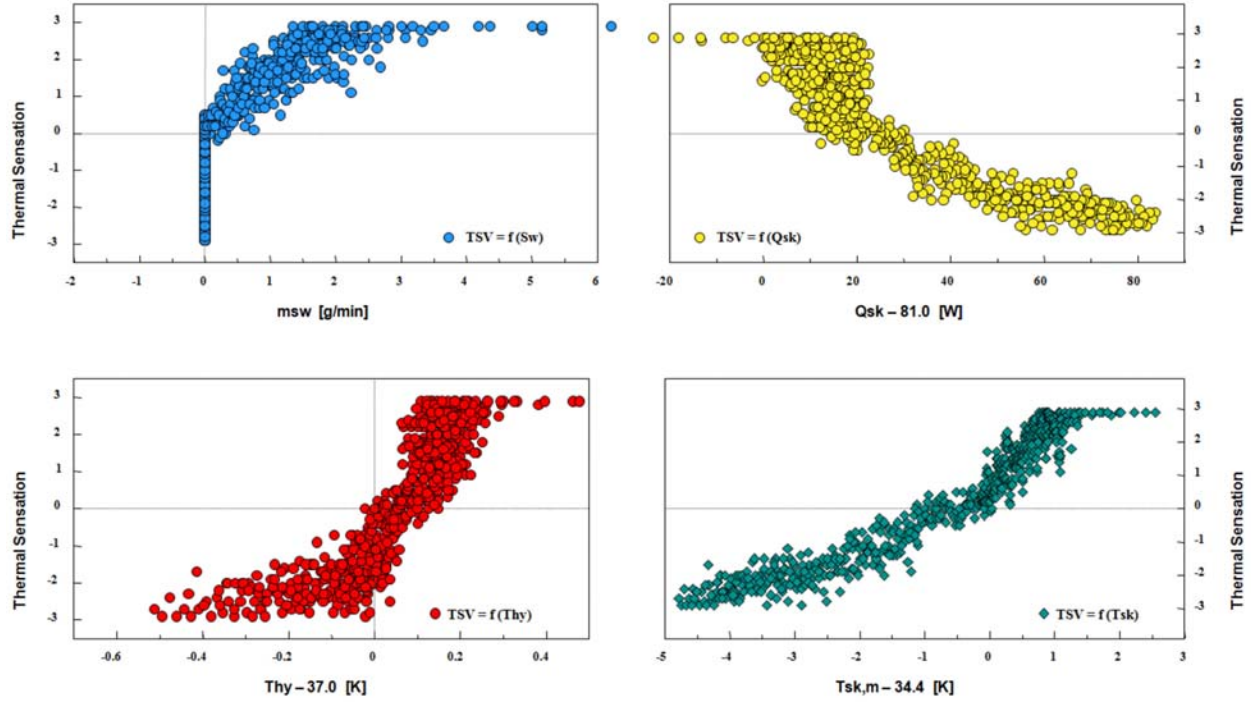 3
2
1
0
-1
-2
-3
Thermal Sensation
TSV = f (Sw)
-2 -1 0 1 2 3 4 5 6
msw [g/min]
3
2
1
0
-1
-2
-3
Thermal Sensation
TSV = f (Qsk)
-20 0 20 40 60 80
Qsk – 81.0 [W]
3
2
1
0
-1
-2
-3
Thermal Sensation
TSV = f (Thy)
-0.6 -0.4 -0.2 0 0.2 0.4
Thy – 37.0 [K]
3
2
1
0
-1
-2
-3
Thermal Sensation
TSV = f (Tsk)
-5 -4 -3 -2 -1 0 1 2 3
Tsk,m – 34.4 [K]